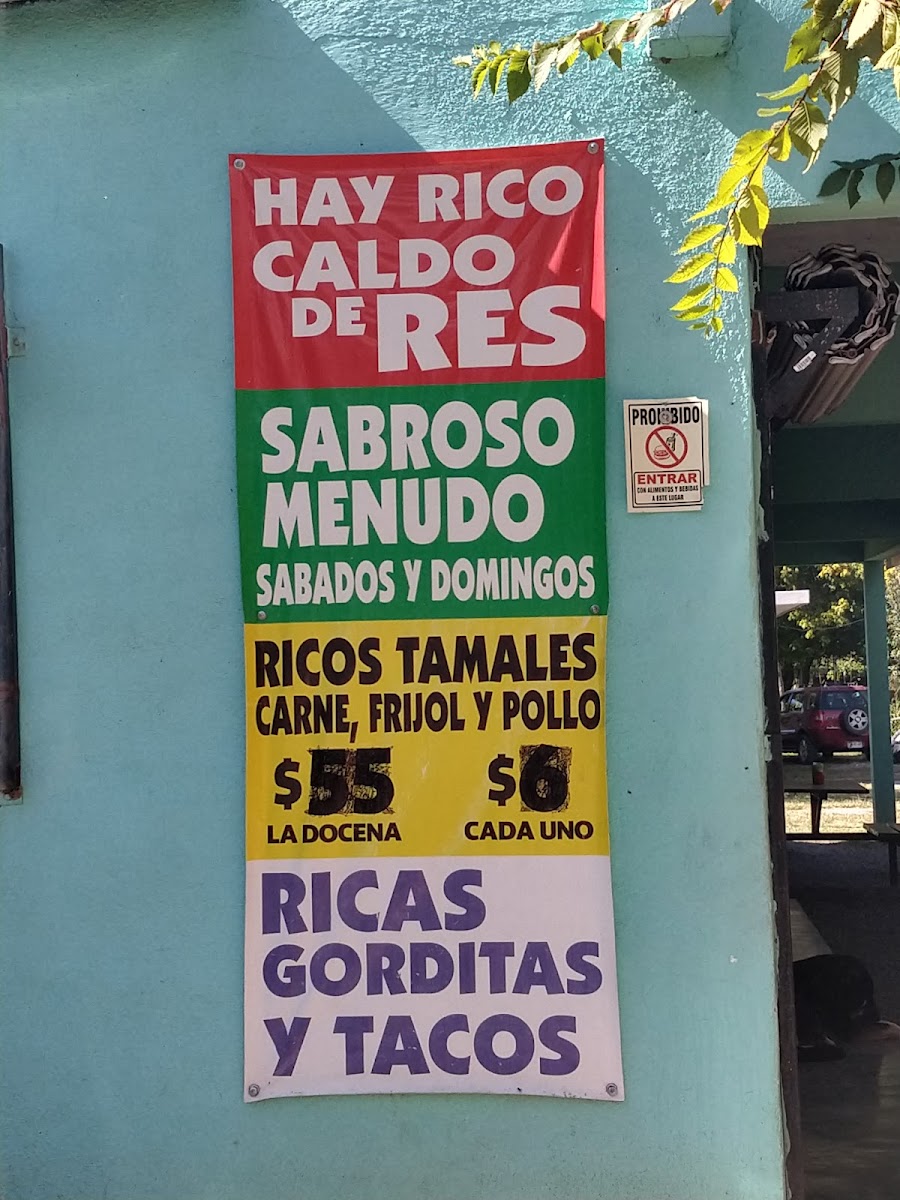 HAY RICO
CALDO
DE RES
SABROSO
MENUDO
SABADOS Y DOMINGOS
RICOS TAMALES
CARNE, FRIJOL Y POLLO
$55 $6
LA DOCENA CADA UNO
RICAS
GORDITAS
Y TACOS
PROHIBIDO
ENTRAR
CON ALIMENTOS Y BEBIDAS
A ESTE LUGAR